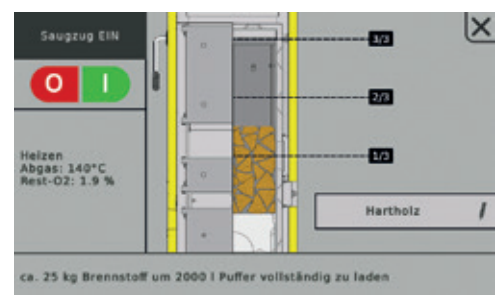 Saugzug EIN
O I
Heizen
Abgas: 140°C
Rest-O2: 1.9 %
3/3
2/3
1/3
Hartholz
ca. 25 kg Brennstoff um 2000 l Puffer vollständig zu laden